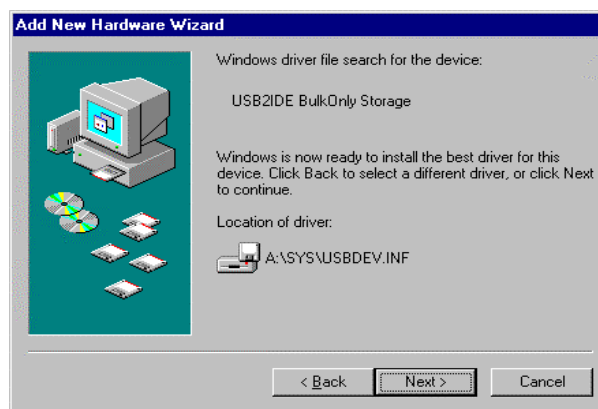 Add New Hardware Wizard
Windows driver file search for the device:
USB2IDE BulkOnly Storage
Windows is now ready to install the best driver for this
device. Click Back to select a different driver, or click Next
to continue.
Location of driver:
A:\SYS\USBDEV.INF
< Back
Next >
Cancel